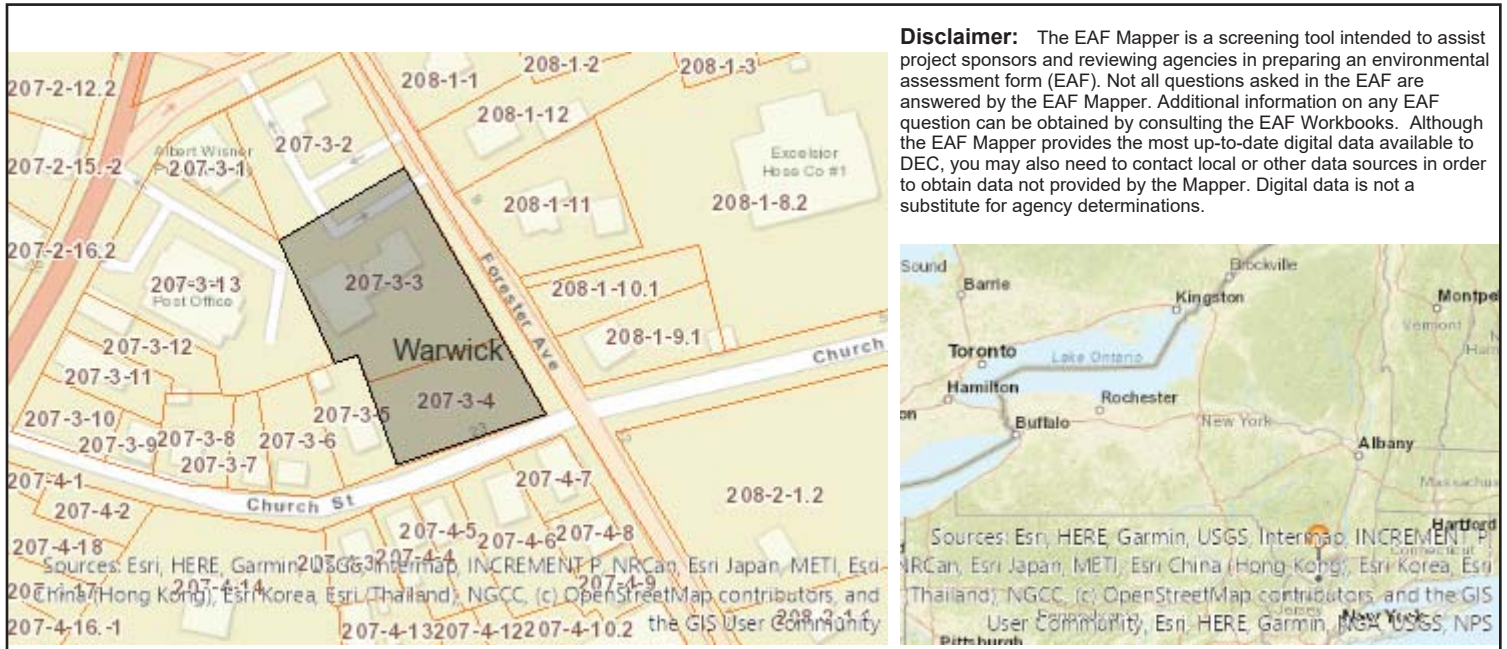 Disclaimer: The EAF Mapper is a screening tool intended to assist
project sponsors and reviewing agencies in preparing an environmental
assessment form (EAF). Not all questions asked in the EAF are
answered by the EAF Mapper. Additional information on any EAF
question can be obtained by consulting the EAF Workbooks. Although
the EAF Mapper provides the most up-to-date digital data available to
DEC, you may also need to contact local or other data sources in order
to obtain data not provided by the Mapper. Digital data is not a
substitute for agency determinations.
207-2-12.2
208-1-1
208-1-2
208-1-3
208-1-12
207-3-2
Albert Wisner
207-3-1
207-2-15.-2
Excelsior
Hose Co #1
208-1-11
208-1-8.2
207-2-16.2
207-3-13
Post Office
207-3-3
Forester Ave
208-1-10.1
208-1-9.1
Warwick
Church
207-3-12
207-3-11
207-3-4
23
207-3-10
207-3-5
207-3-9
207-3-8
207-3-6
207-3-7
Church St
207-4-1
207-4-2
207-4-7
208-2-1.2
207-4-5
207-4-6
207-4-8
207-4-18
207-4-4
207-4-14
207-4-9
207-4-16.-1
207-4-13
207-4-12
207-4-10.2
Sources: Esri, HERE, Garmin, USGS, Intermap, INCREMENT P, NRCan, Esri Japan, METI, Esri
China (Hong Kong), Esri Korea, Esri (Thailand), NGCC, (c) OpenStreetMap contributors, and
the GIS User Community
Sound
Barrie
Brockville
Kingston
Montpe
Vermont
Toronto
Lake Ontario
Hamilton
Rochester
Buffalo
New York
Albany
Massachus
Hartford
Connecticut
Pennsylvania
New York
Pittsburgh
Sources: Esri, HERE, Garmin, USGS, Intermap, INCREMENT P,
NRCan, Esri Japan, METI, Esri China (Hong Kong), Esri Korea, Esri
(Thailand), NGCC, (c) OpenStreetMap contributors, and the GIS
User Community, Esri, HERE, Garmin, NGA, USGS, NPS